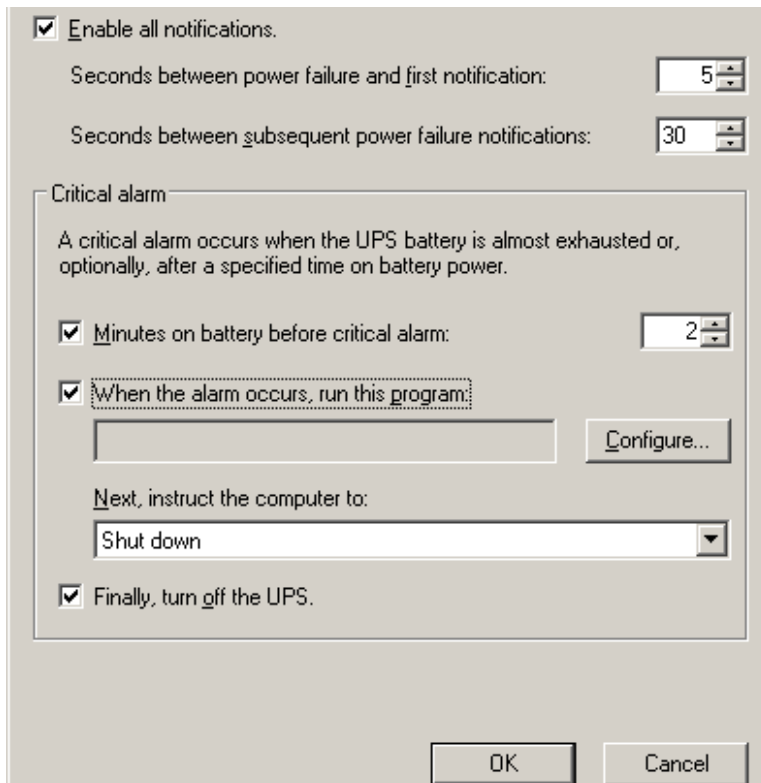 Enable all notifications.
Seconds between power failure and first notification: 5
Seconds between subsequent power failure notifications: 30
Critical alarm
A critical alarm occurs when the UPS battery is almost exhausted or,
optionally, after a specified time on battery power.
Minutes on battery before critical alarm: 2
When the alarm occurs, run this program:
Configure...
Next, instruct the computer to:
Shut down
Finally, turn off the UPS.
OK Cancel